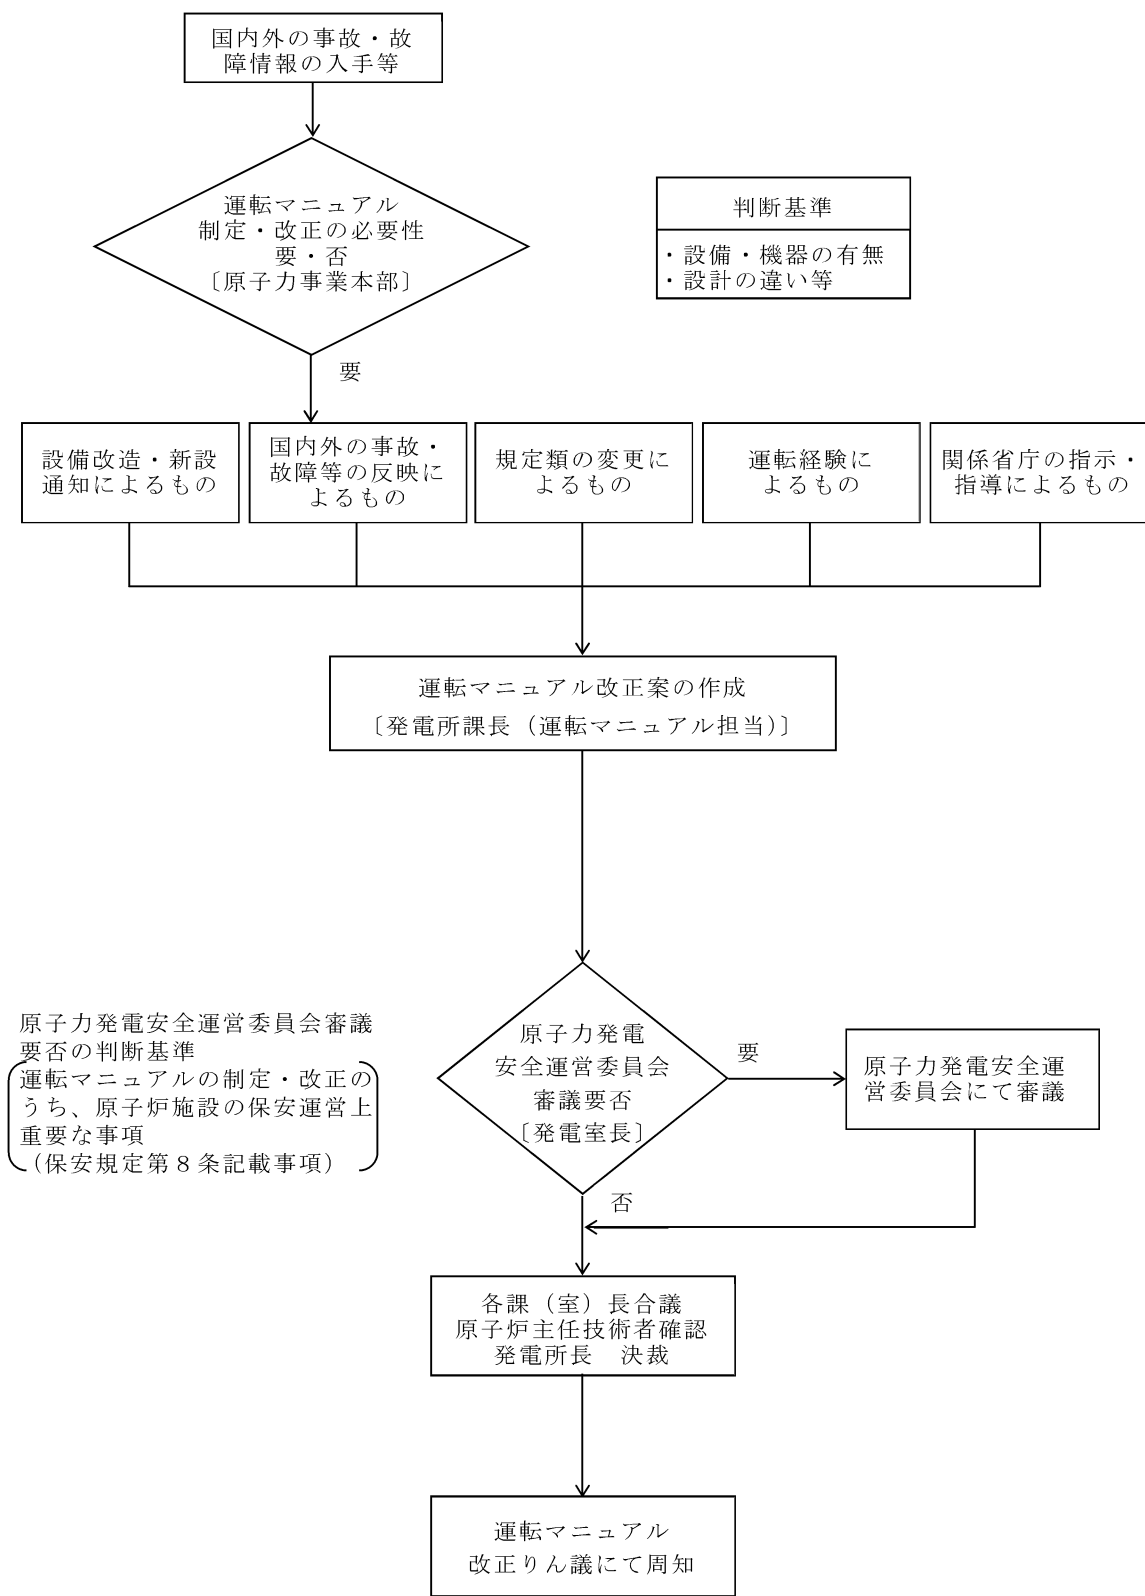 国内外の事故・故
障情報の入手等
運転マニュアル
制定・改正の必要性
要・否
〔原子力事業本部〕
判断基準
・設備・機器の有無
・設計の違い等
要
設備改造・新設
通知によるもの
国内外の事故・
故障等の反映に
よるもの
規定類の変更に
よるもの
運転経験に
よるもの
関係省庁の指示・
指導によるもの
運転マニュアル改正案の作成
〔発電所課長（運転マニュアル担当）〕
原子力発電安全運営委員会審議
要否の判断基準
運転マニュアルの制定・改正の
うち、原子炉施設の保安運営上
重要な事項
（保安規定第８条記載事項）
原子力発電
安全運営委員会
審議要否
〔発電室長〕
要
原子力発電安全運
営委員会にて審議
否
各課（室）長合議
原子炉主任技術者確認
発電所長　決裁
運転マニュアル
改正りん議にて周知